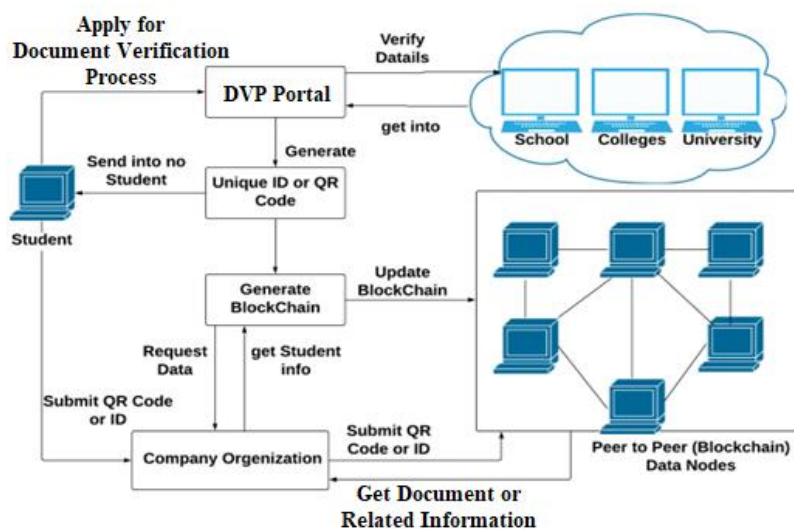 Apply for
Document Verification
Process
Verify
Datails
DVP Portal
get into
School
Colleges
University
Generate
Send into no
Student
Unique ID or QR
Code
Student
Generate
BlockChain
Update
BlockChain
Request
Data
get Student
info
Submit QR Code
or ID
Company Orgenization
Submit QR
Code or ID
Peer to Peer (Blockchain)
Data Nodes
Get Document or
Related Information